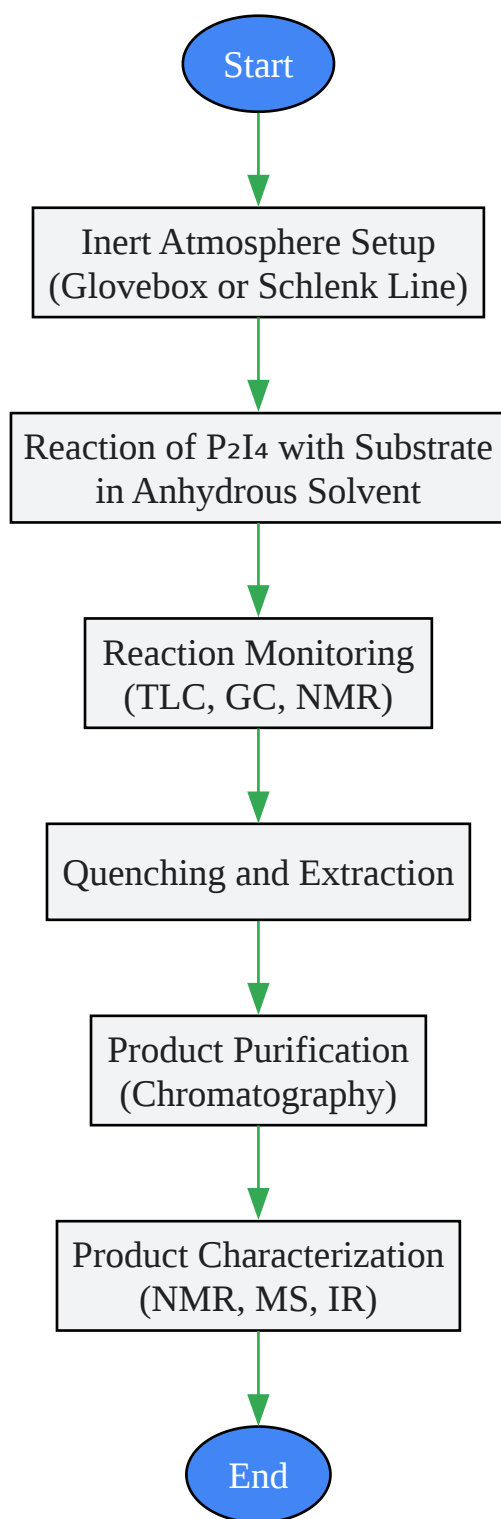 Start
Inert Atmosphere Setup
(Glovebox or Schlenk Line)
Reaction of P₂I₄ with Substrate
in Anhydrous Solvent
Reaction Monitoring
(TLC, GC, NMR)
Quenching and Extraction
Product Purification
(Chromatography)
Product Characterization
(NMR, MS, IR)
End